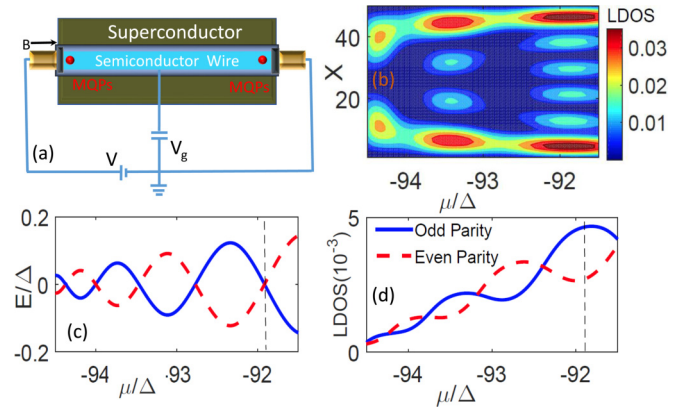 Superconductor
B
Semiconductor Wire
MQPs
MQPs
(a)
V
Vg
LDOS
X
40
20
(b)
0.03
0.02
0.01
-94
-93
-92
μ/Δ
E/Δ
0.2
0
-0.2
(c)
-94
-93
-92
μ/Δ
LDOS(10⁻³)
5
0
Odd Parity
Even Parity
(d)
-94
-93
-92
μ/Δ